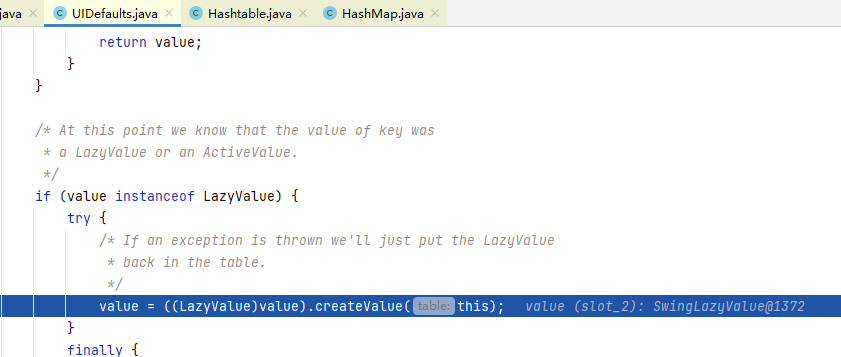 java UIDefaults.java Hashtable.java HashMap.java
return value;
}
}
/* At this point we know that the value of key was
* a LazyValue or an ActiveValue.
*/
if (value instanceof LazyValue) {
try {
/* If an exception is thrown we'll just put the LazyValue
* back in the table.
*/
value = ((LazyValue)value).createValue( table: this); value (slot_2): SwingLazyValue@1372
}
finally {